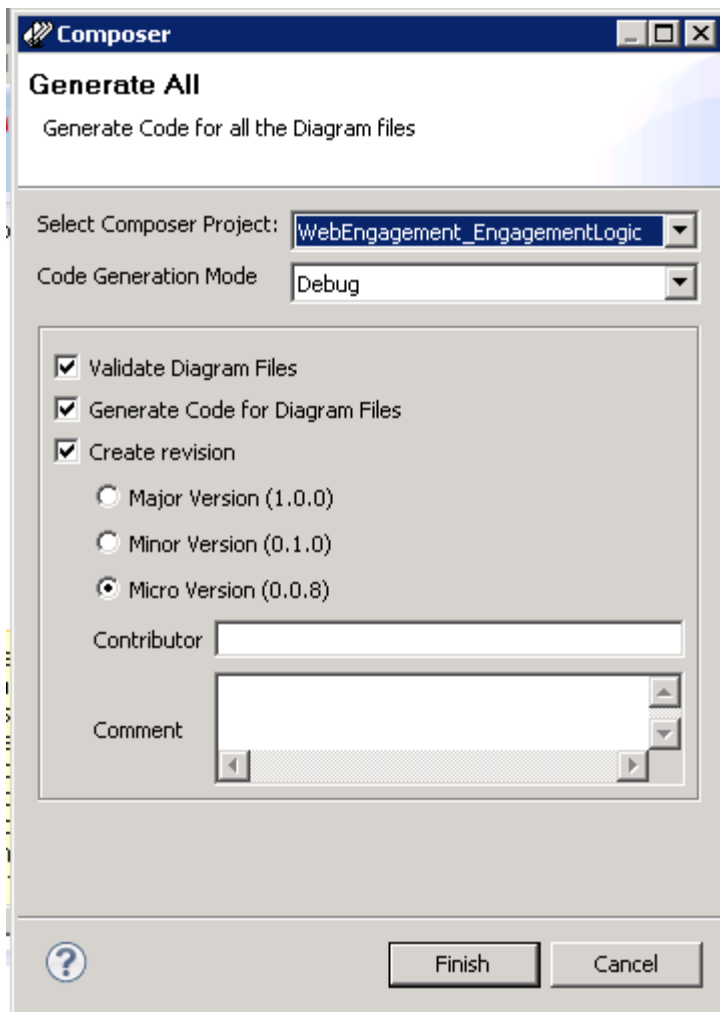 Composer
Generate All
Generate Code for all the Diagram files
Select Composer Project: WebEngagement_EngagementLogic
Code Generation Mode Debug
Validate Diagram Files
Generate Code for Diagram Files
Create revision
Major Version (1.0.0)
Minor Version (0.1.0)
Micro Version (0.0.8)
Contributor
Comment
? Finish Cancel